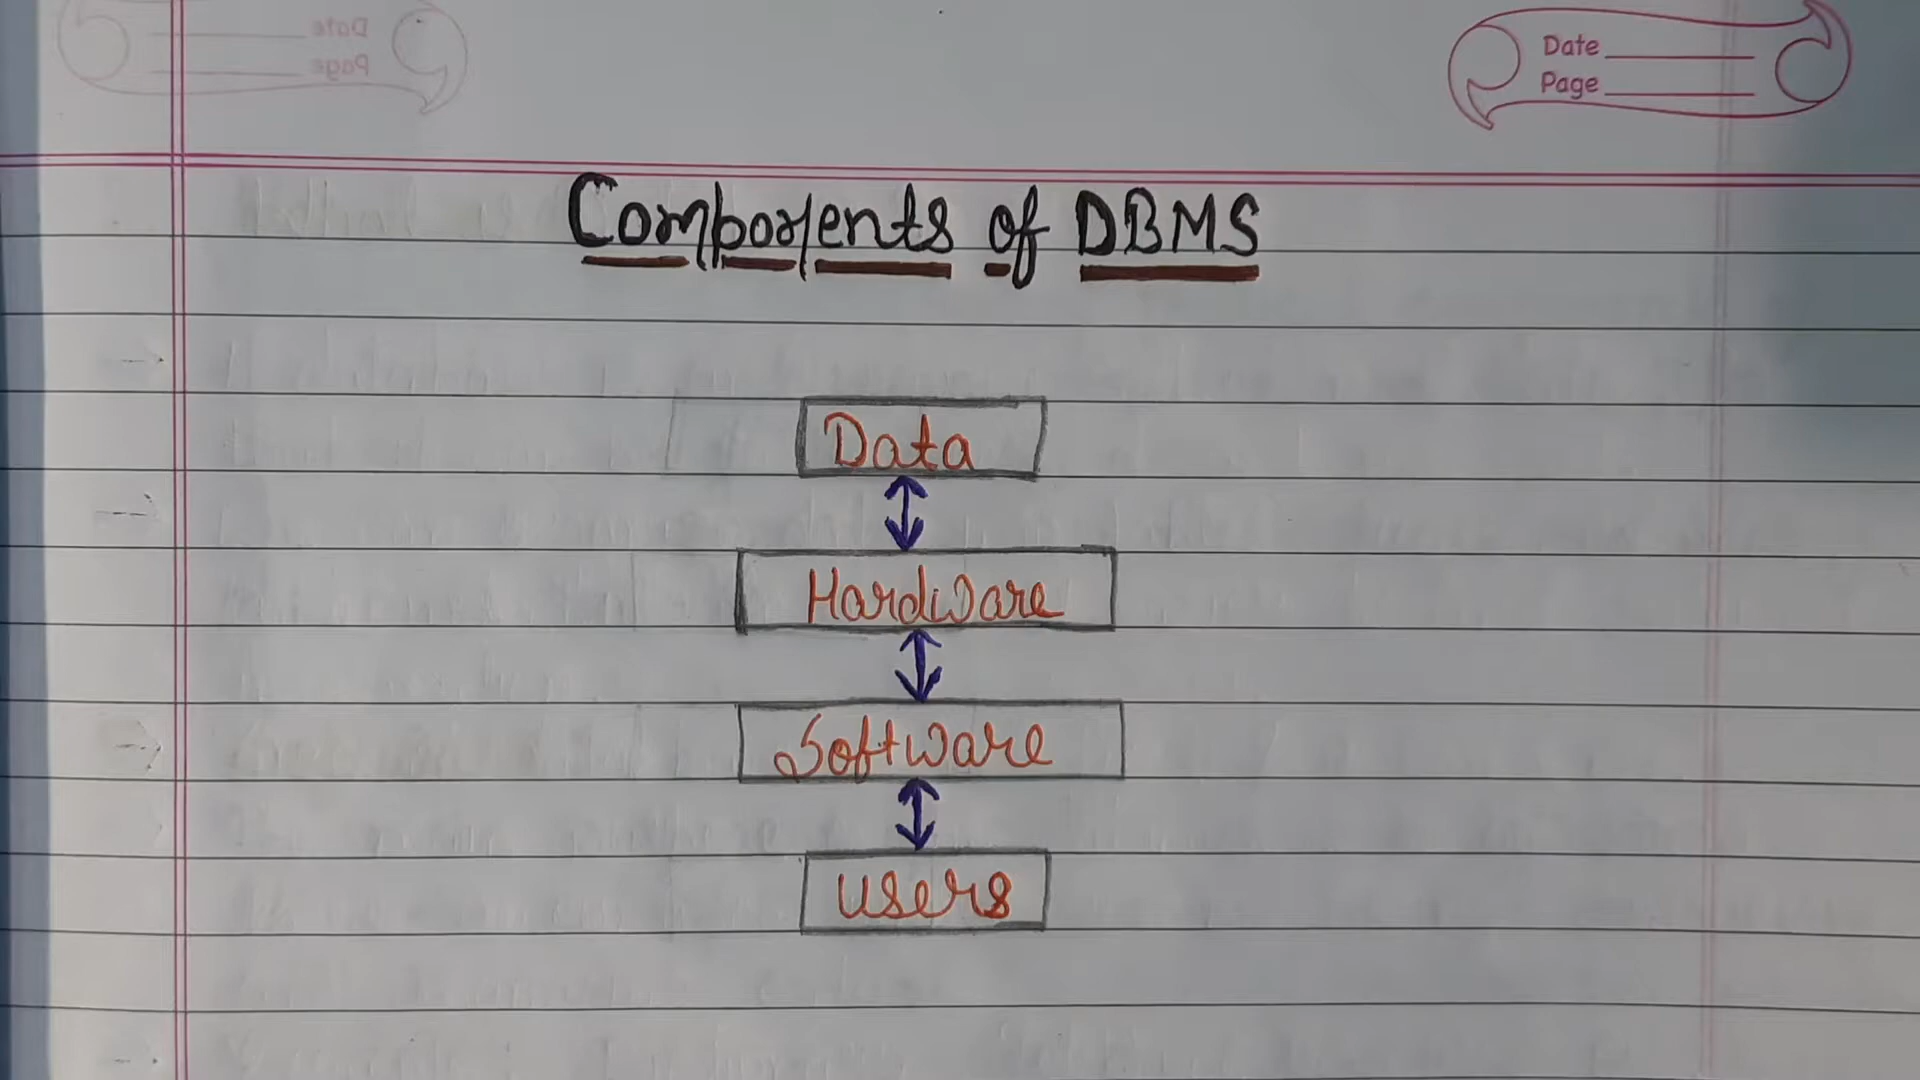 Date
Page
Components of DBMS
Data
Hardware
Software
Users